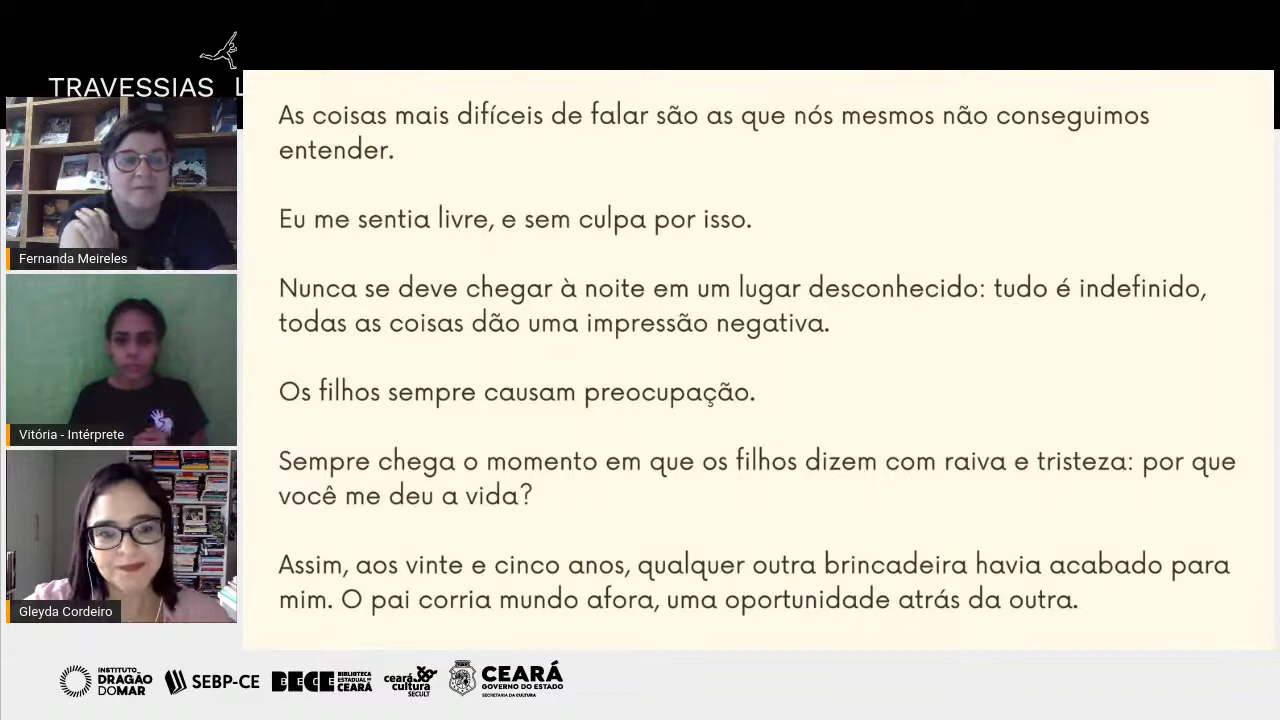 TRAVESSIAS L
As coisas mais difíceis de falar são as que nós mesmos não conseguimos
entender.
Eu me sentia livre, e sem culpa por isso.
Nunca se deve chegar à noite em um lugar desconhecido: tudo é indefinido,
todas as coisas dão uma impressão negativa.
Os filhos sempre causam preocupação.
Sempre chega o momento em que os filhos dizem com raiva e tristeza: por que
você me deu a vida?
Assim, aos vinte e cinco anos, qualquer outra brincadeira havia acabado para
mim. O pai corria mundo afora, uma oportunidade atrás da outra.
Fernanda Meireles
Vitória - Intérprete
Gleyda Cordeiro
INSTITUTO
DRAGÃO
DOMAR
SEBP-CE
BECE
BIBLIOTECA
ESTADUAL DO
CEARÁ
ceará
cultura
SECULT
CEARÁ
GOVERNO DO ESTADO
SECRETARIA DA CULTURA